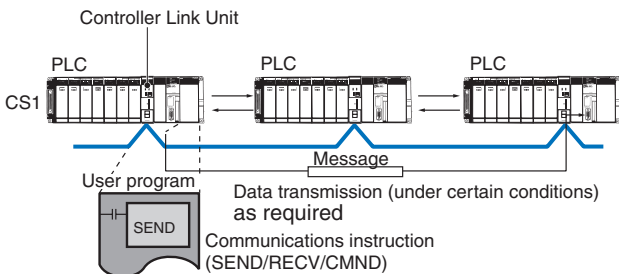 Controller Link Unit
PLC
PLC
PLC
CS1
Message
User program
Data transmission (under certain conditions)
as required
SEND
Communications instruction
(SEND/RECV/CMND)